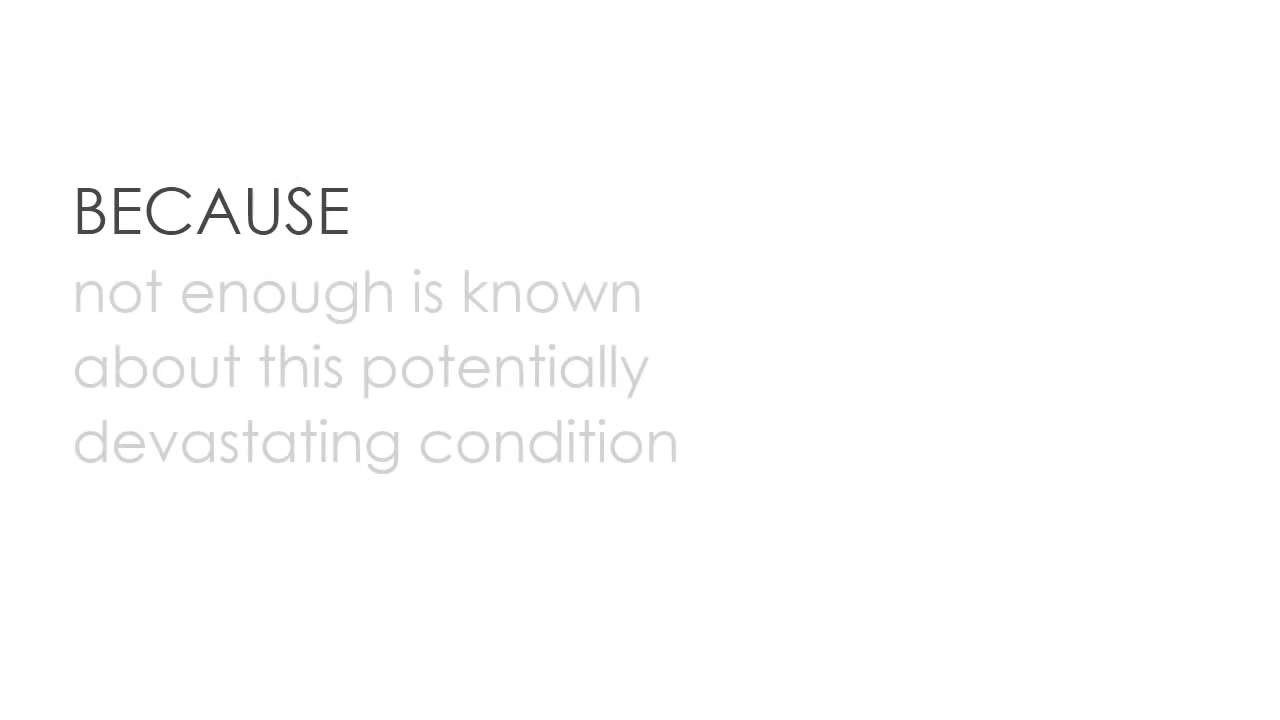 BECAUSE
not enough is known
about this potentially
devastating condition